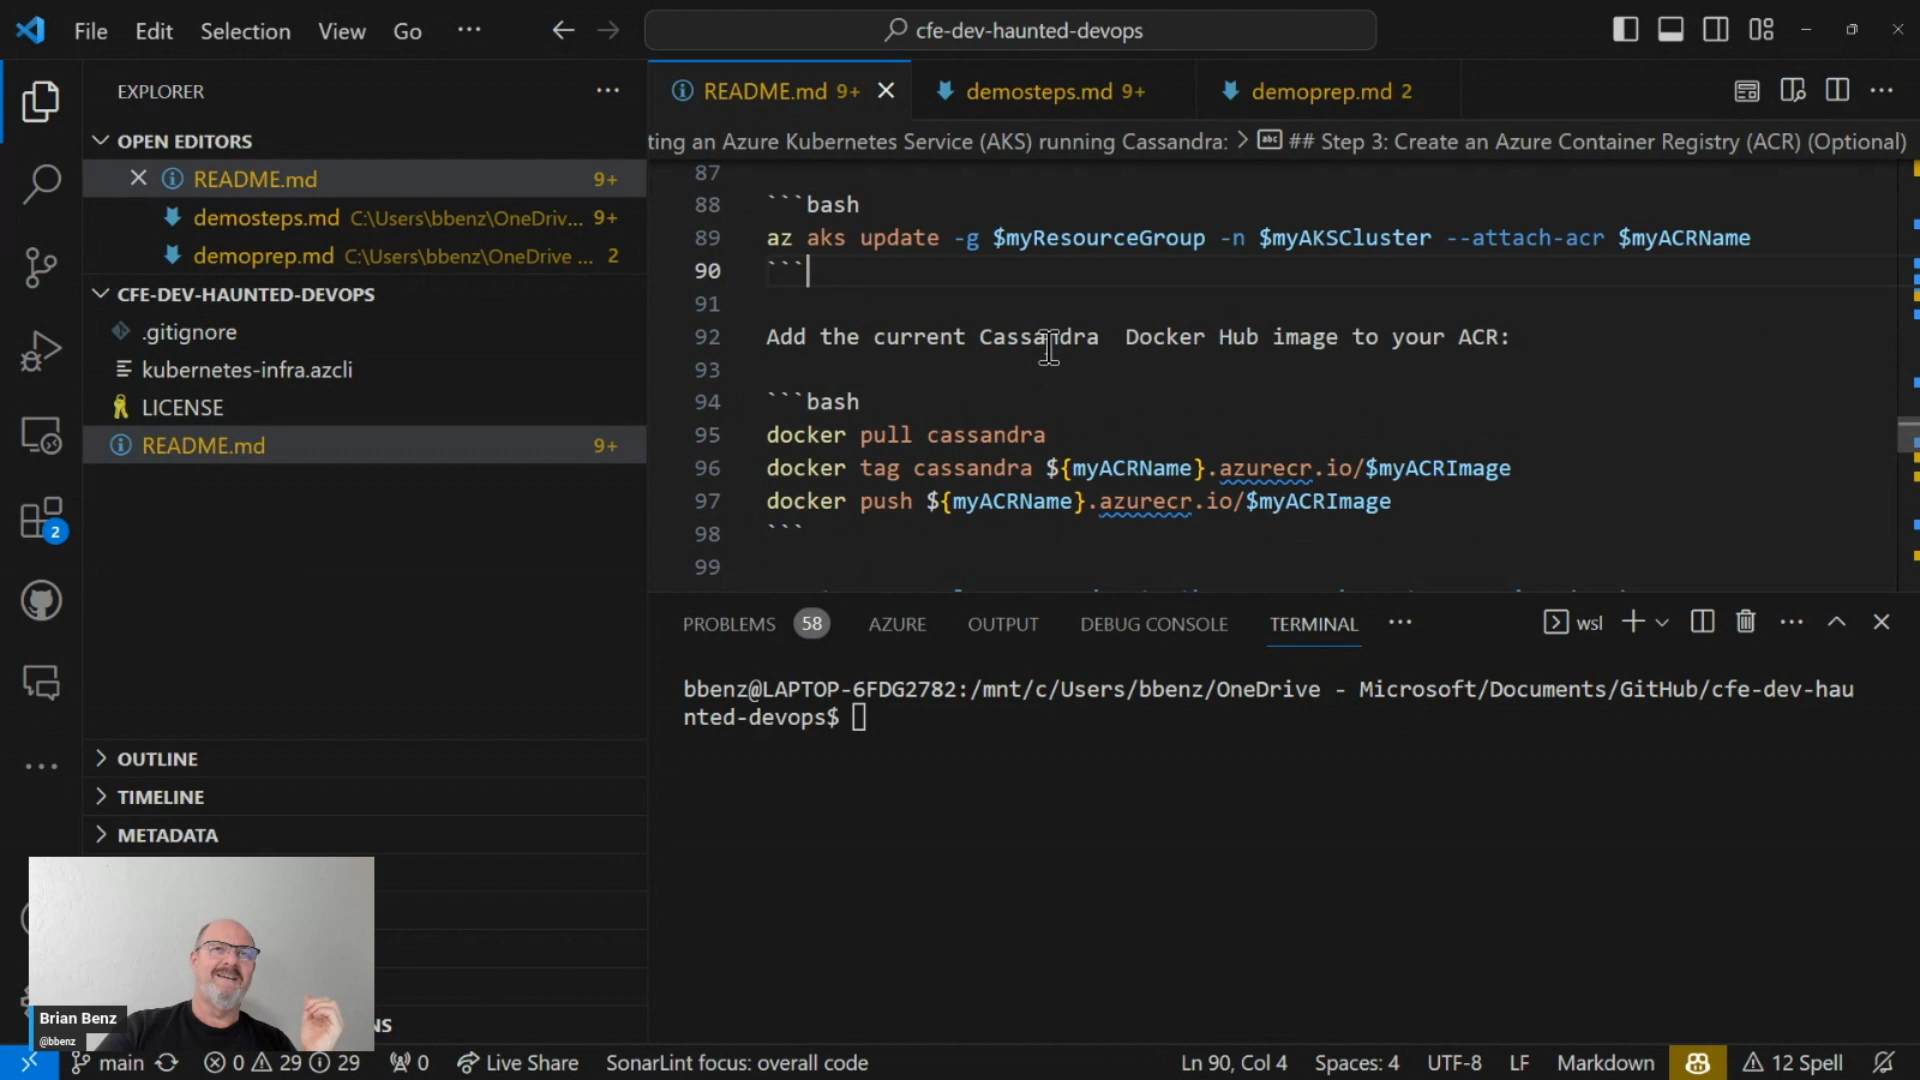 File Edit Selection View Go ··· cfe-dev-haunted-devops
EXPLORER ···
OPEN EDITORS
README.md 9+
demosteps.md C:\Users\bbenz\OneDriv... 9+
demoprep.md C:\Users\bbenz\OneDrive ... 2
CFE-DEV-HAUNTED-DEVOPS
.gitignore
kubernetes-infra.azcli
LICENSE
README.md 9+
OUTLINE
TIMELINE
METADATA
2
README.md 9+ demosteps.md 9+ demoprep.md 2
ting an Azure Kubernetes Service (AKS) running Cassandra: > ## Step 3: Create an Azure Container Registry (ACR) (Optional)
87
88 ```bash
89 az aks update -g $myResourceGroup -n $myAKSCluster --attach-acr $myACRName
90 ```
91
92 Add the current Cassandra  Docker Hub image to your ACR:
93
94 ```bash
95 docker pull cassandra
96 docker tag cassandra ${myACRName}.azurecr.io/$myACRImage
97 docker push ${myACRName}.azurecr.io/$myACRImage
98 ```
99
PROBLEMS 58 AZURE OUTPUT DEBUG CONSOLE TERMINAL ··· wsl
bbenz@LAPTOP-6FDG2782:/mnt/c/Users/bbenz/OneDrive - Microsoft/Documents/GitHub/cfe-dev-hau
nted-devops$
Brian Benz
@bbenz
NS
main 0 29 29 0 Live Share SonarLint focus: overall code Ln 90, Col 4 Spaces: 4 UTF-8 LF Markdown 12 Spell